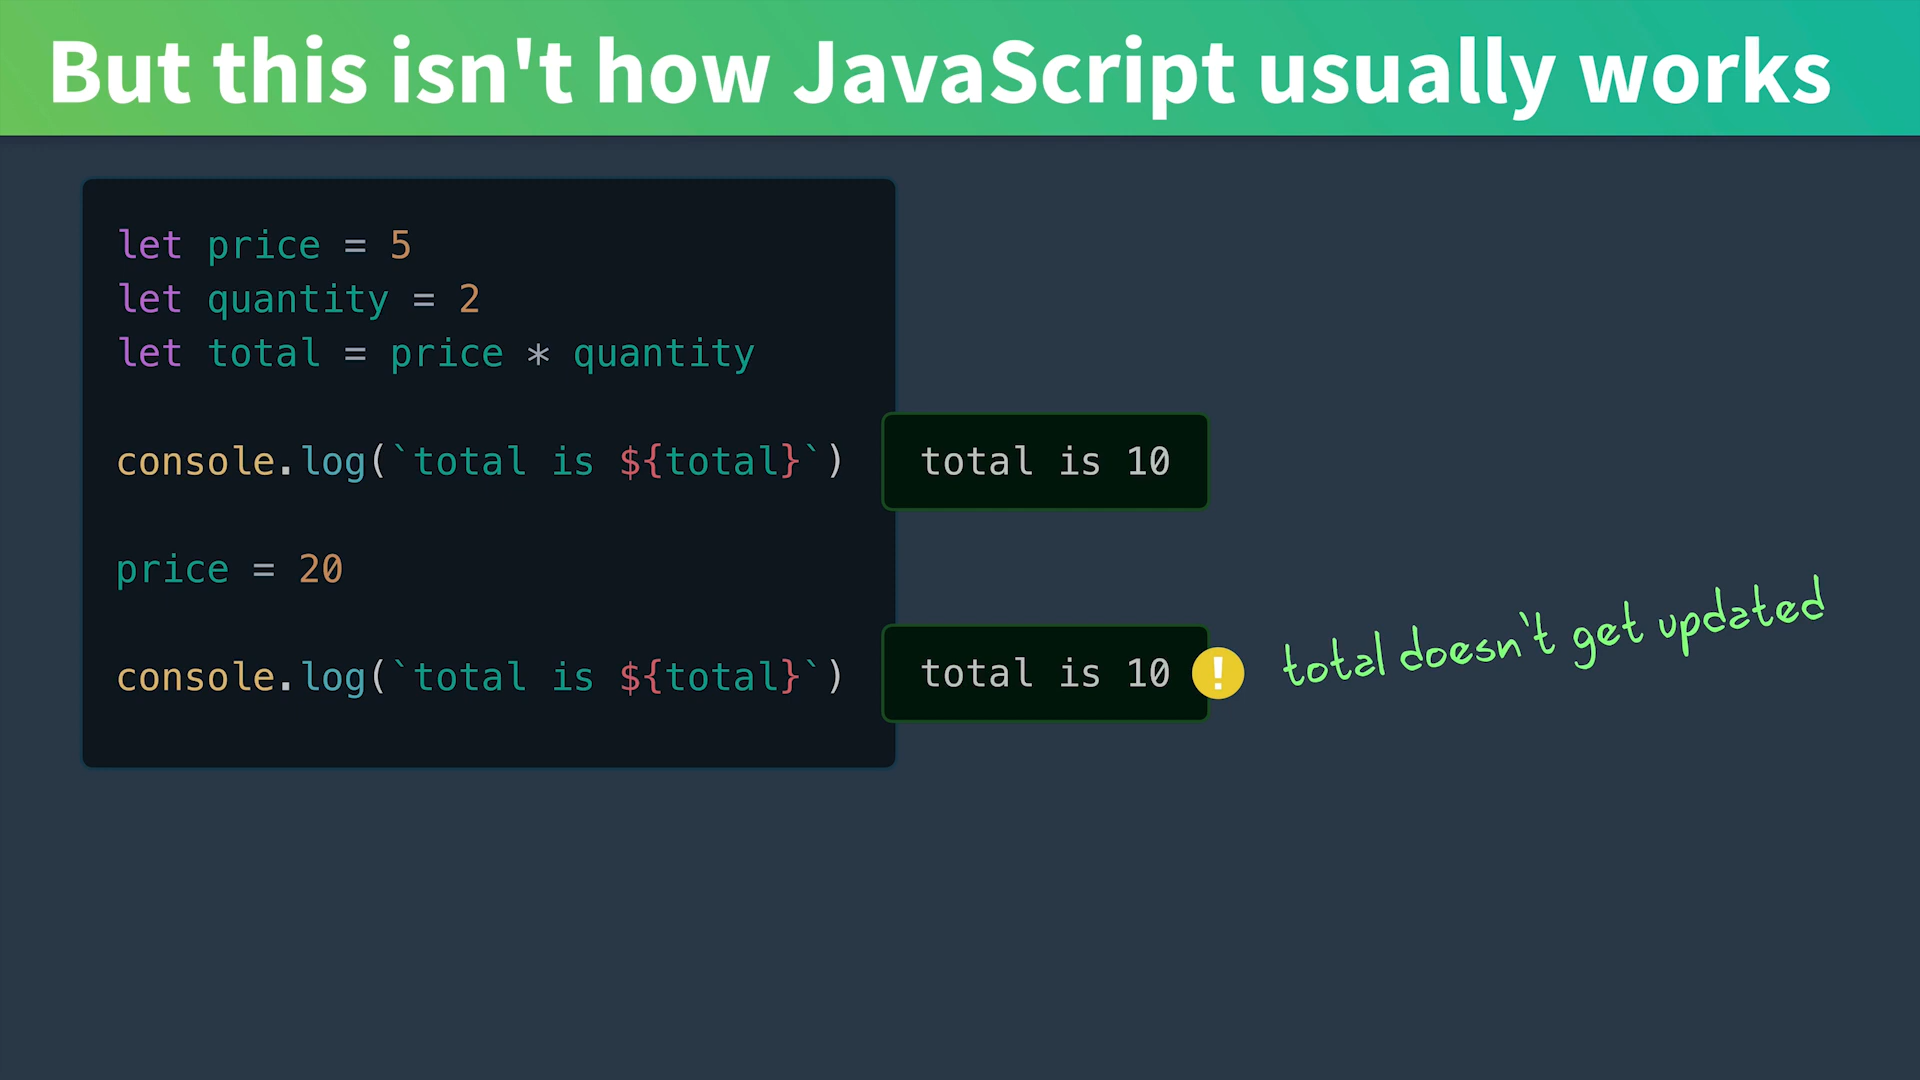 But this isn't how JavaScript usually works
let price = 5
let quantity = 2
let total = price * quantity
console.log(`total is ${total}`)
total is 10
price = 20
console.log(`total is ${total}`)
total is 10
!
total doesn't get updated